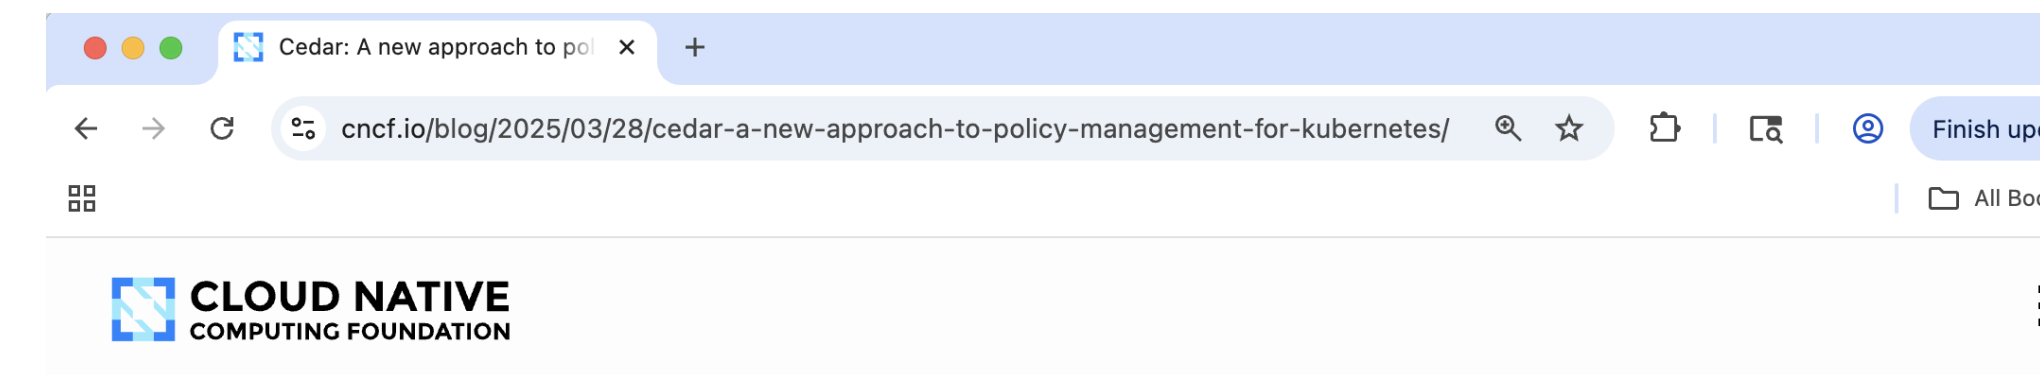 Cedar: A new approach to pol
cncf.io/blog/2025/03/28/cedar-a-new-approach-to-policy-management-for-kubernetes/
Finish up
All Boo
CLOUD NATIVE
COMPUTING FOUNDATION